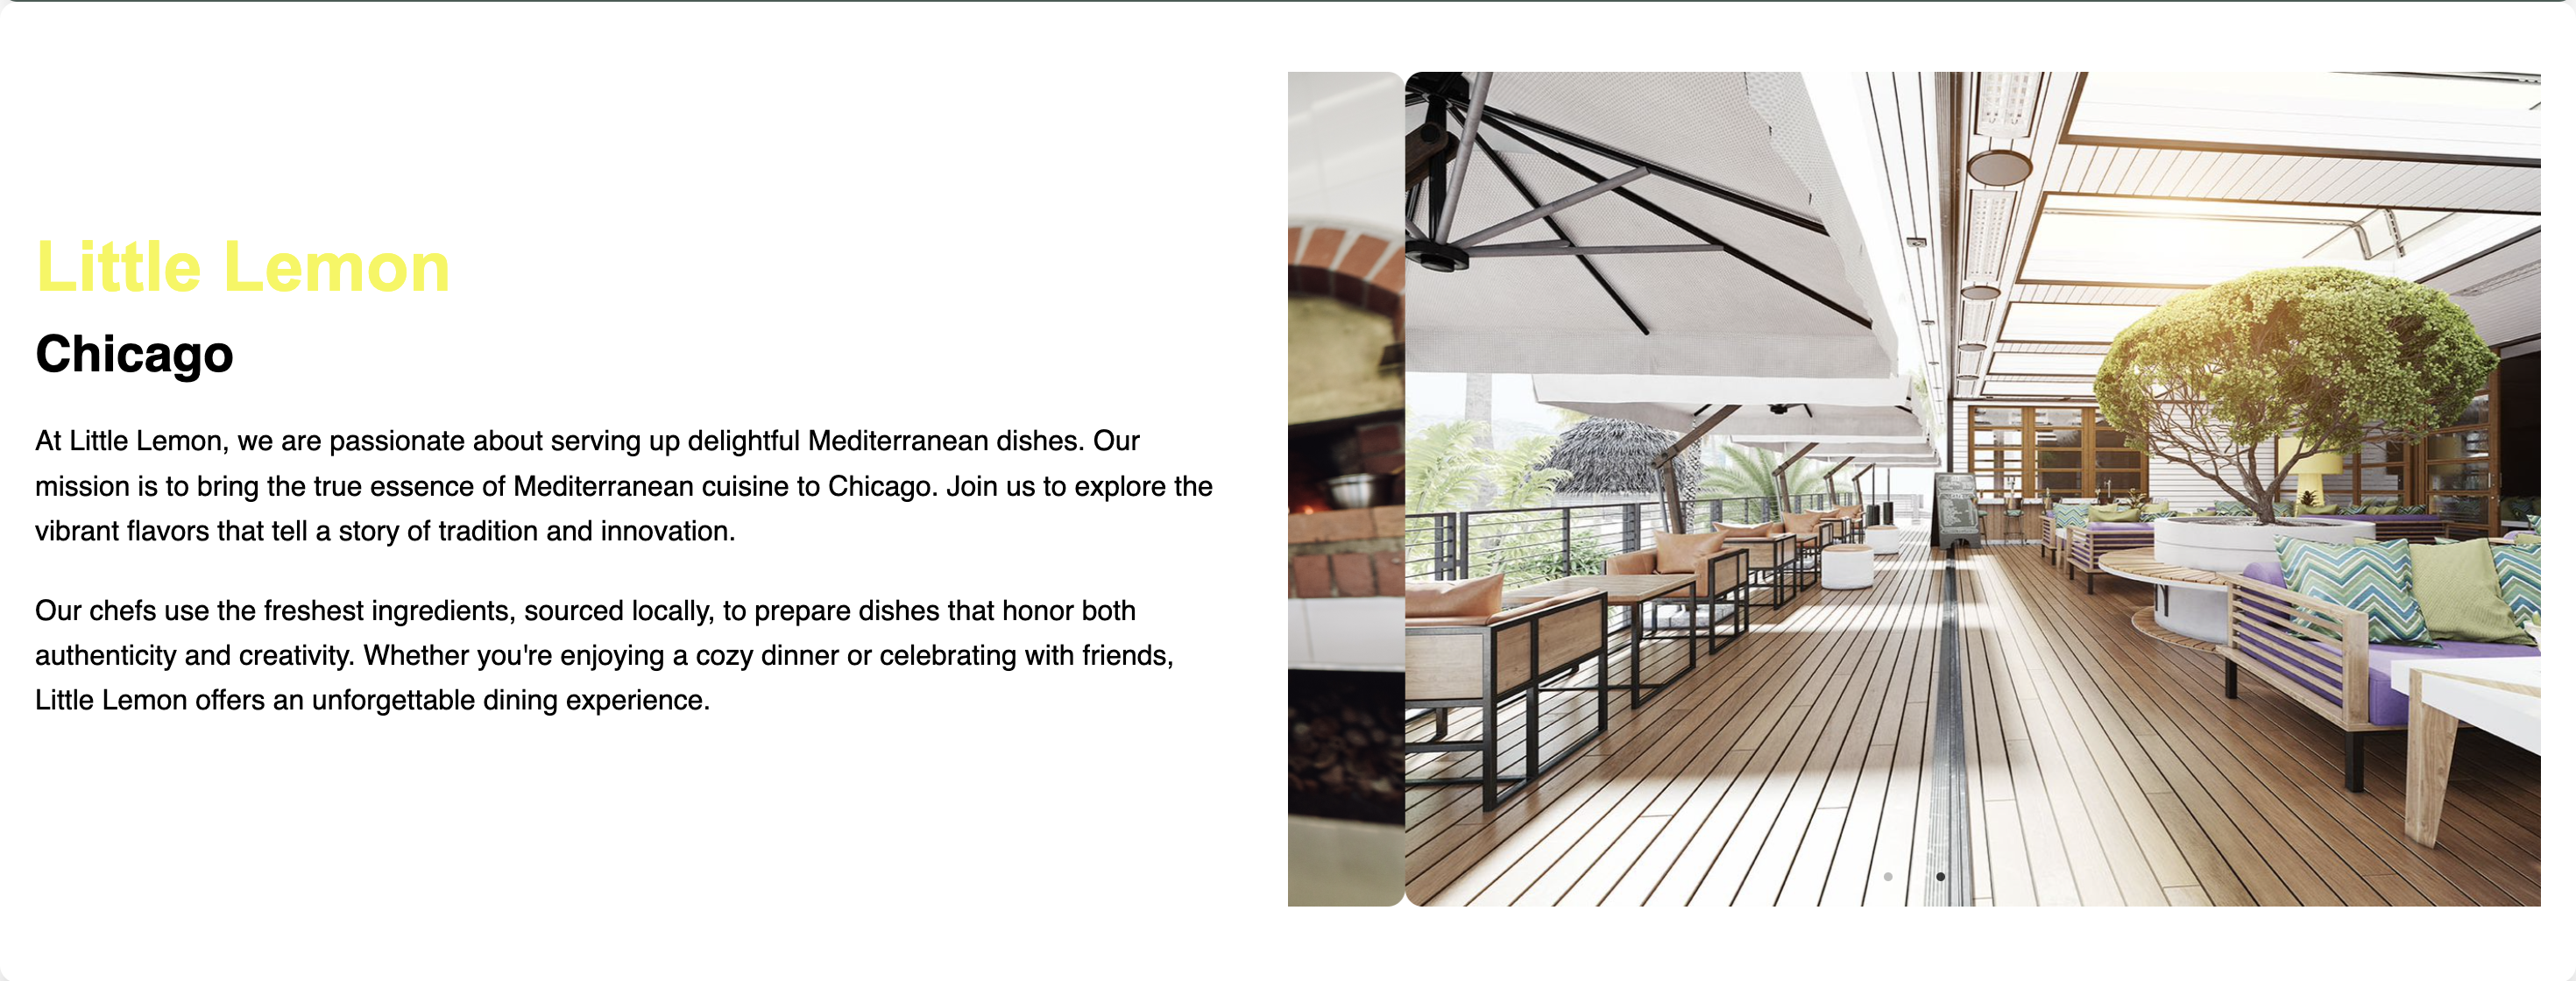 Little Lemon
Chicago
At Little Lemon, we are passionate about serving up delightful Mediterranean dishes. Our
mission is to bring the true essence of Mediterranean cuisine to Chicago. Join us to explore the
vibrant flavors that tell a story of tradition and innovation.
Our chefs use the freshest ingredients, sourced locally, to prepare dishes that honor both
authenticity and creativity. Whether you're enjoying a cozy dinner or celebrating with friends,
Little Lemon offers an unforgettable dining experience.